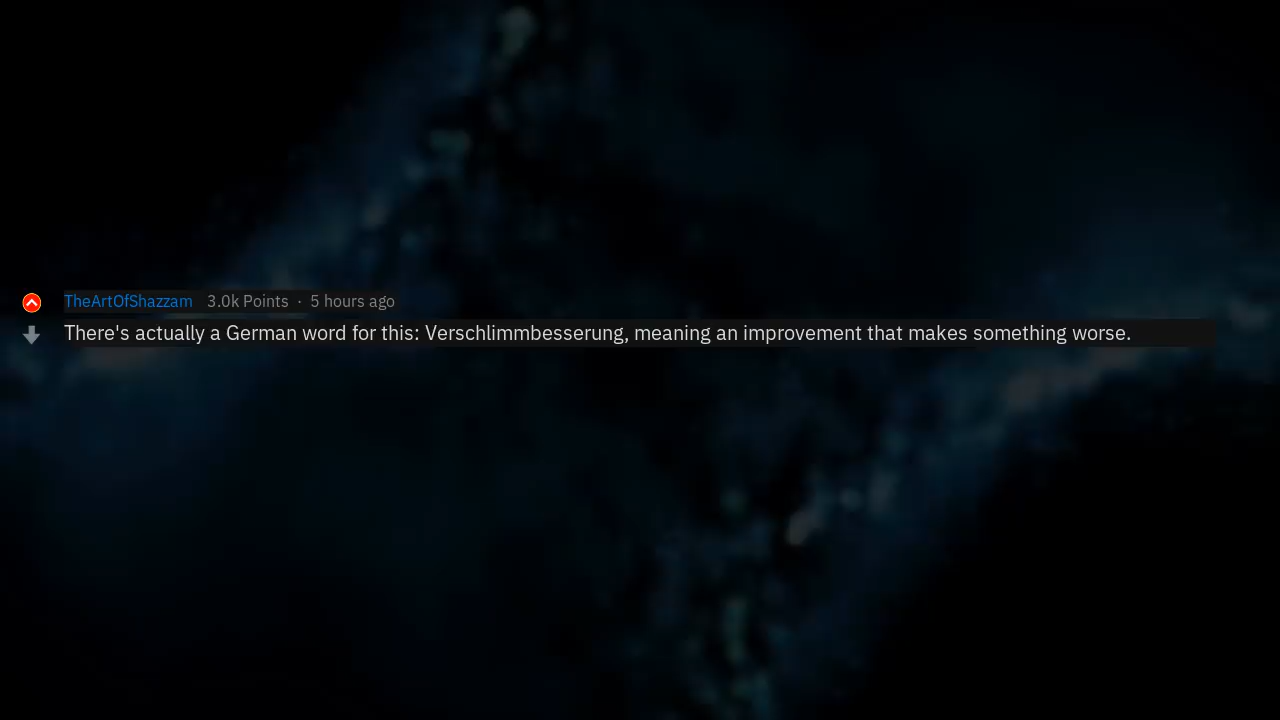 TheArtOfShazzam 3.0k Points · 5 hours ago
There's actually a German word for this: Verschlimmbesserung, meaning an improvement that makes something worse.